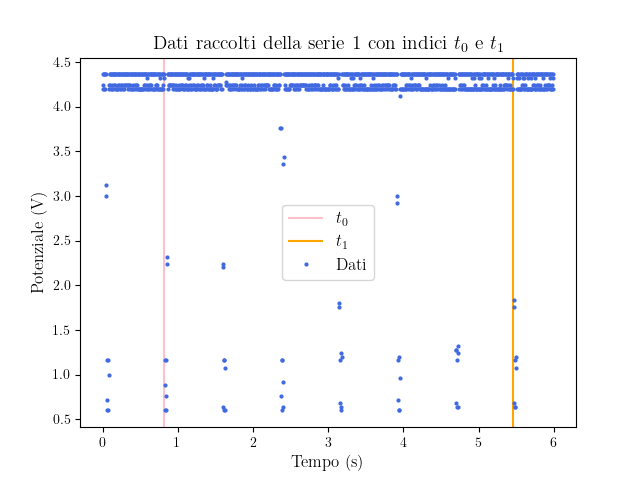 Dati raccolti della serie 1 con indici t₀ e t₁
4.5
4.0
3.5
3.0
2.5
2.0
1.5
1.0
0.5
Potenziale (V)
t₀
t₁
Dati
0 1 2 3 4 5 6
Tempo (s)